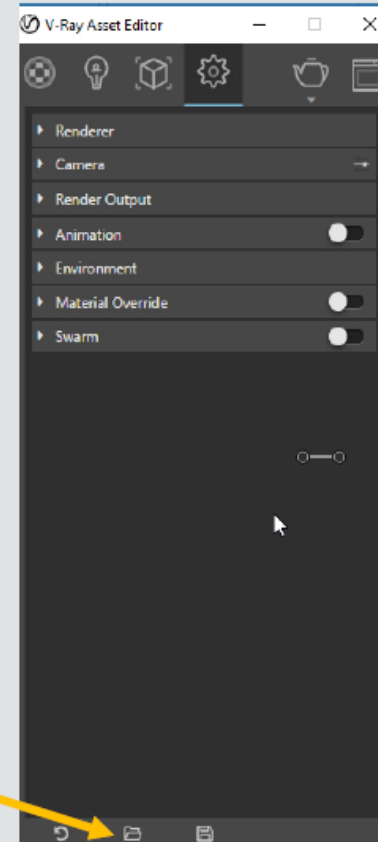 V-Ray Asset Editor
Renderer
Camera
Render Output
Animation
Environment
Material Override
Swarm